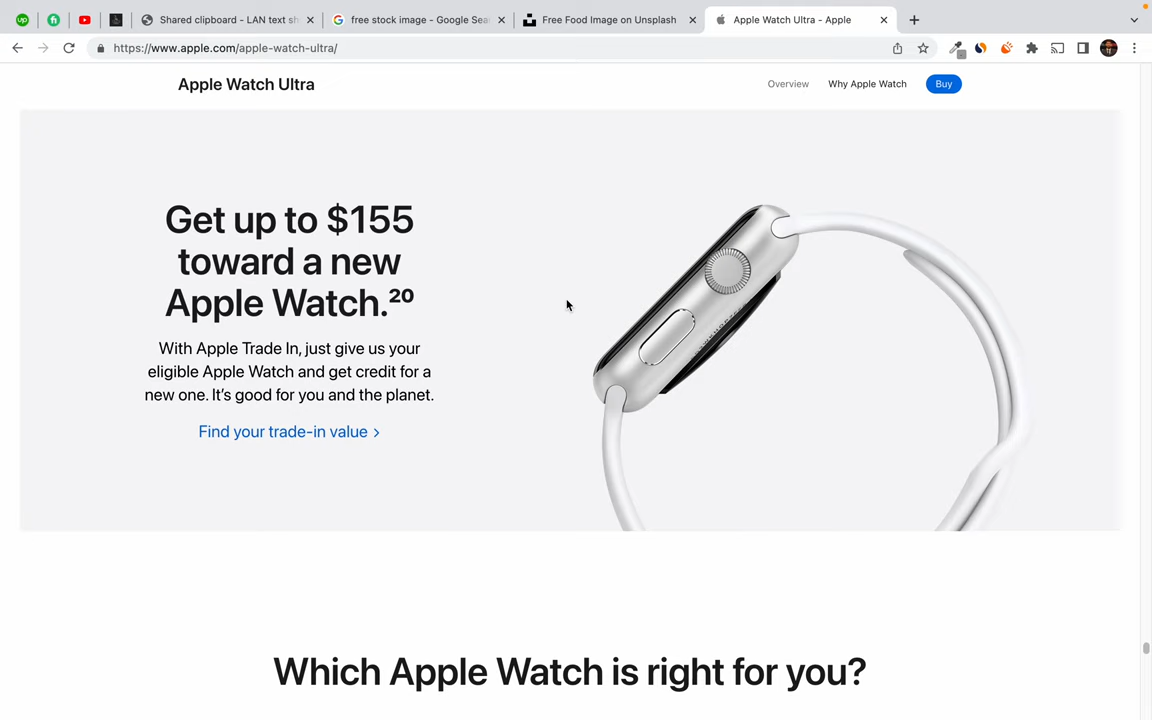 Shared clipboard - LAN text sh
free stock image - Google Sea
Free Food Image on Unsplash
Apple Watch Ultra - Apple
https://www.apple.com/apple-watch-ultra/
Apple Watch Ultra
Overview
Why Apple Watch
Buy
Get up to $155
toward a new
Apple Watch.²⁰
With Apple Trade In, just give us your
eligible Apple Watch and get credit for a
new one. It’s good for you and the planet.
Find your trade-in value >
Which Apple Watch is right for you?